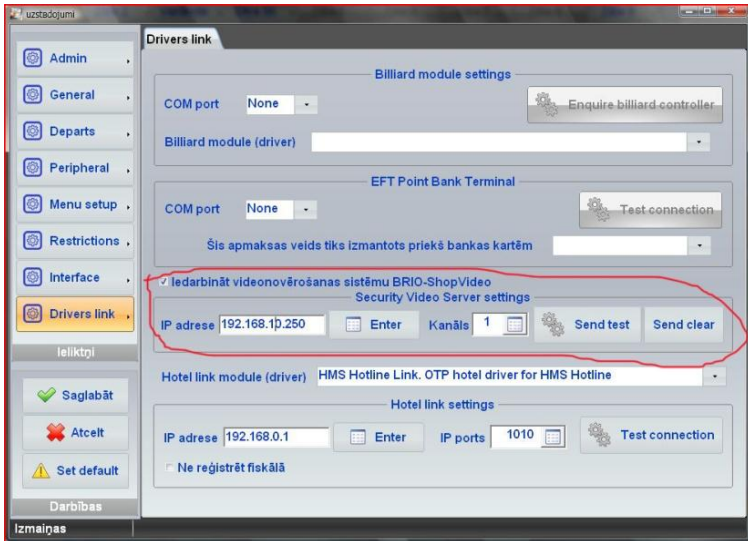 uzstadojumi
Drivers link
Admin
General
Departs
Peripheral
Menu setup
Restrictions
Interface
Drivers link
Ieliktņi
Saglabāt
Atcelt
Set default
Darbības
Izmaiņas
Billiard module settings
COM port None
Enquire billiard controller
Billiard module (driver)
EFT Point Bank Terminal
COM port None
Test connection
Šis apmaksas veids tiks izmantots priekš bankas kartēm
Iedarbināt videonovērošanas sistēmu BRIO-ShopVideo
Security Video Server settings
IP adrese 192.168.10.250 Enter Kanāls 1 Send test Send clear
Hotel link module (driver) HMS Hotline Link. OTP hotel driver for HMS Hotline
Hotel link settings
IP adrese 192.168.0.1 Enter IP ports 1010 Test connection
Ne reģistrēt fiskālā